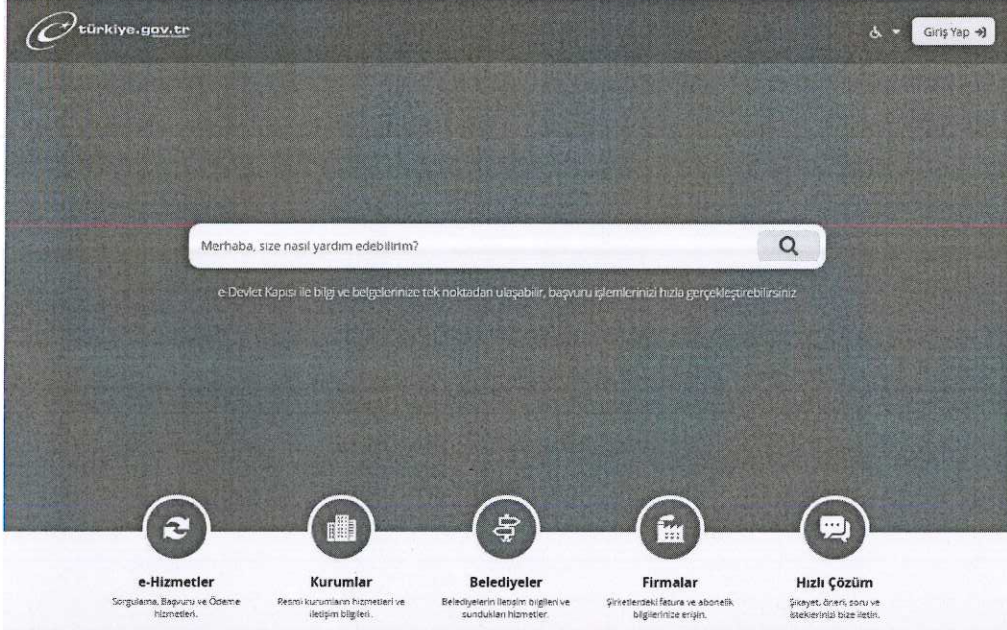 türkiye.gov.tr
Giriş Yap
Merhaba, size nasıl yardım edebilirim?
e-Devlet Kapısı ile bilgi ve belgelerinize tek noktadan ulaşabilir, başvuru işlemlerinizi hızla gerçekleştirebilirsiniz
e-Hizmetler
Sorgulama, Başvuru ve Ödeme
hizmetleri.
Kurumlar
Resmi kurumların hizmetleri ve
iletişim bilgileri.
Belediyeler
Belediyelerin iletişim bilgileri ve
sundukları hizmetler.
Firmalar
Şirketlerdeki fatura ve abonelik
bilgilerinize erişin.
Hızlı Çözüm
Şikayet, öneri, soru ve
isteklerinizi bize iletin.